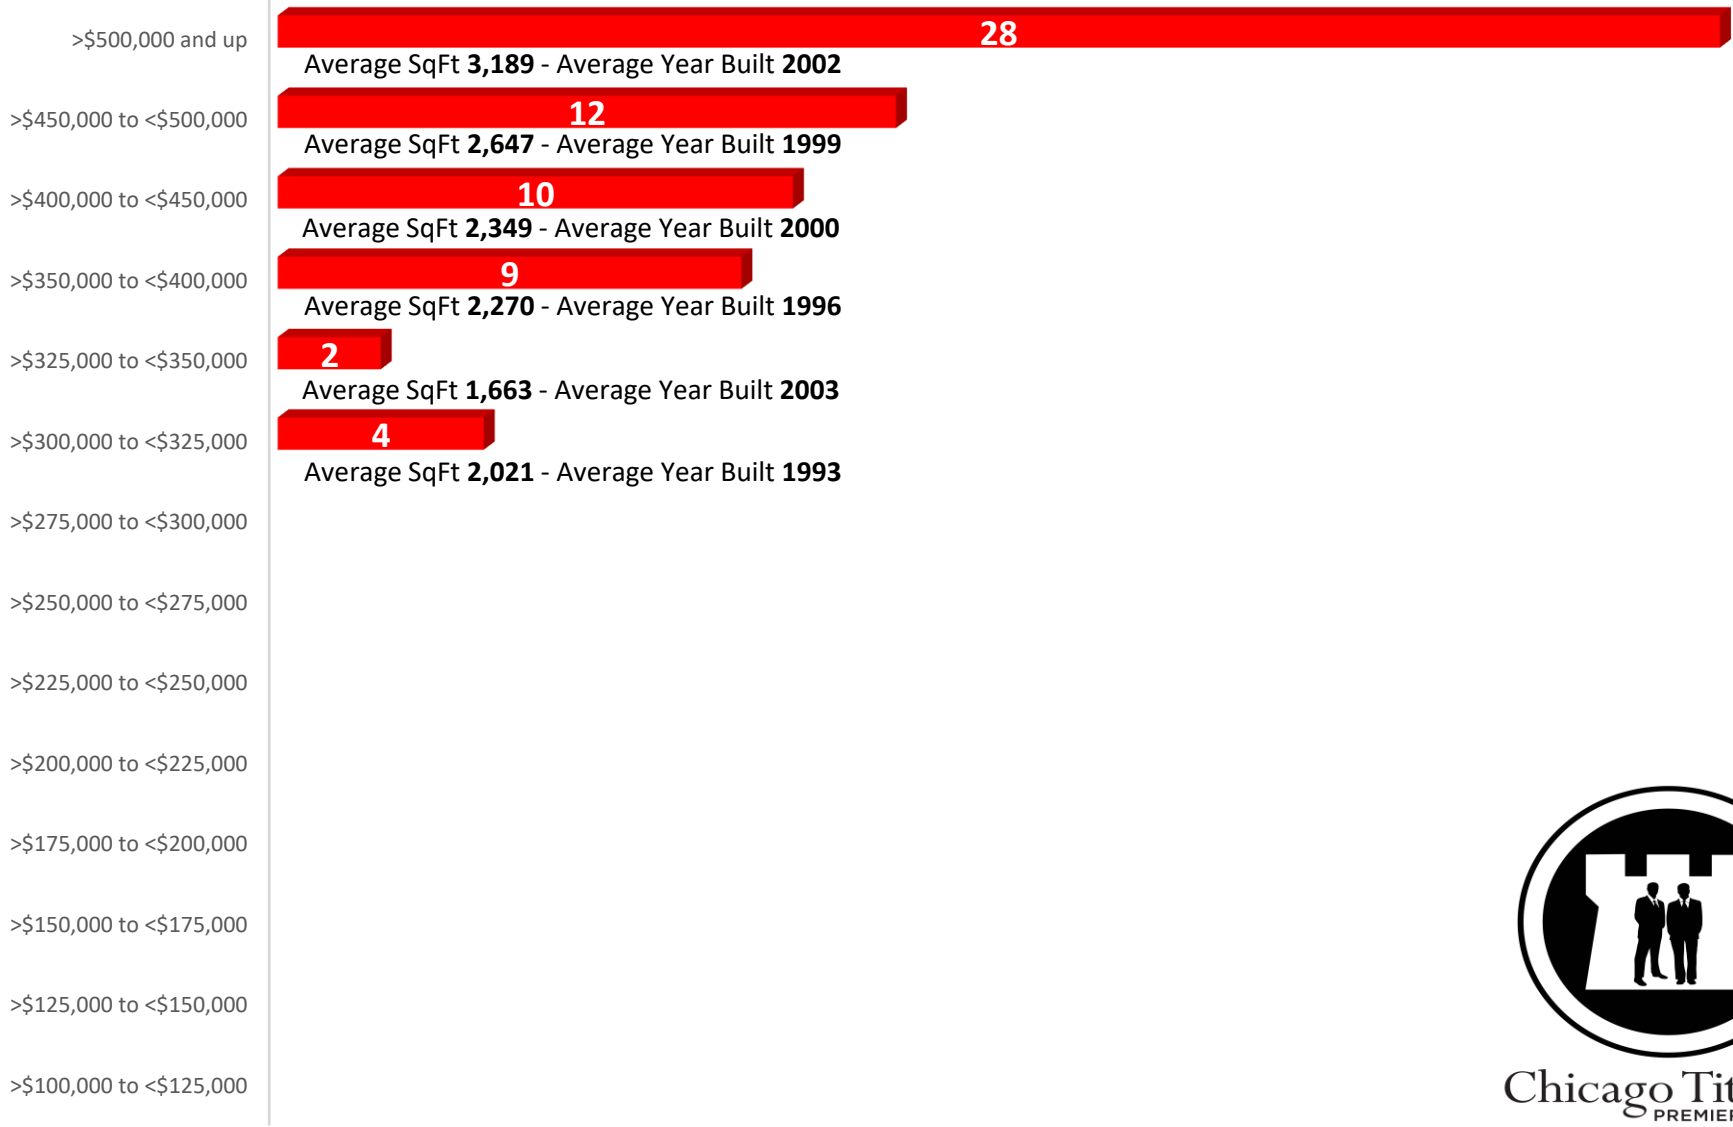 >$500,000 and up
28
Average SqFt 3,189 - Average Year Built 2002
>$450,000 to <$500,000
12
Average SqFt 2,647 - Average Year Built 1999
>$400,000 to <$450,000
10
Average SqFt 2,349 - Average Year Built 2000
>$350,000 to <$400,000
9
Average SqFt 2,270 - Average Year Built 1996
>$325,000 to <$350,000
2
Average SqFt 1,663 - Average Year Built 2003
>$300,000 to <$325,000
4
Average SqFt 2,021 - Average Year Built 1993
>$275,000 to <$300,000
>$250,000 to <$275,000
>$225,000 to <$250,000
>$200,000 to <$225,000
>$175,000 to <$200,000
>$150,000 to <$175,000
>$125,000 to <$150,000
>$100,000 to <$125,000
Chicago
PREMIER